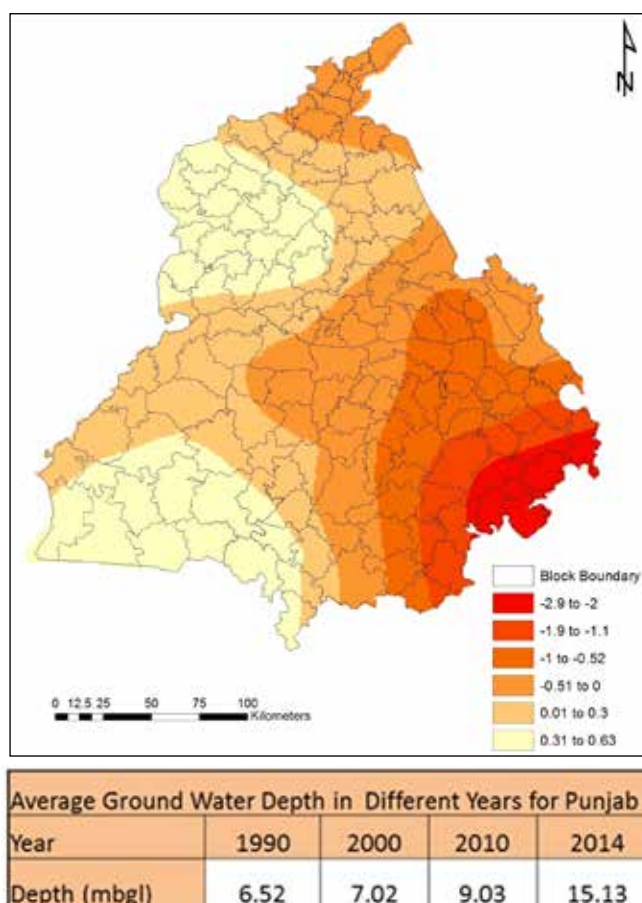 N
Block Boundary
-2.9 to -2
-1.9 to -1.1
-1 to -0.52
-0.51 to 0
0.01 to 0.3
0.31 to 0.63
0 12.5 25 50 75 100
Kilometers
Average Ground Water Depth in Different Years for Punjab
Year 1990 2000 2010 2014
Depth (mbgl) 6.52 7.02 9.03 15.13